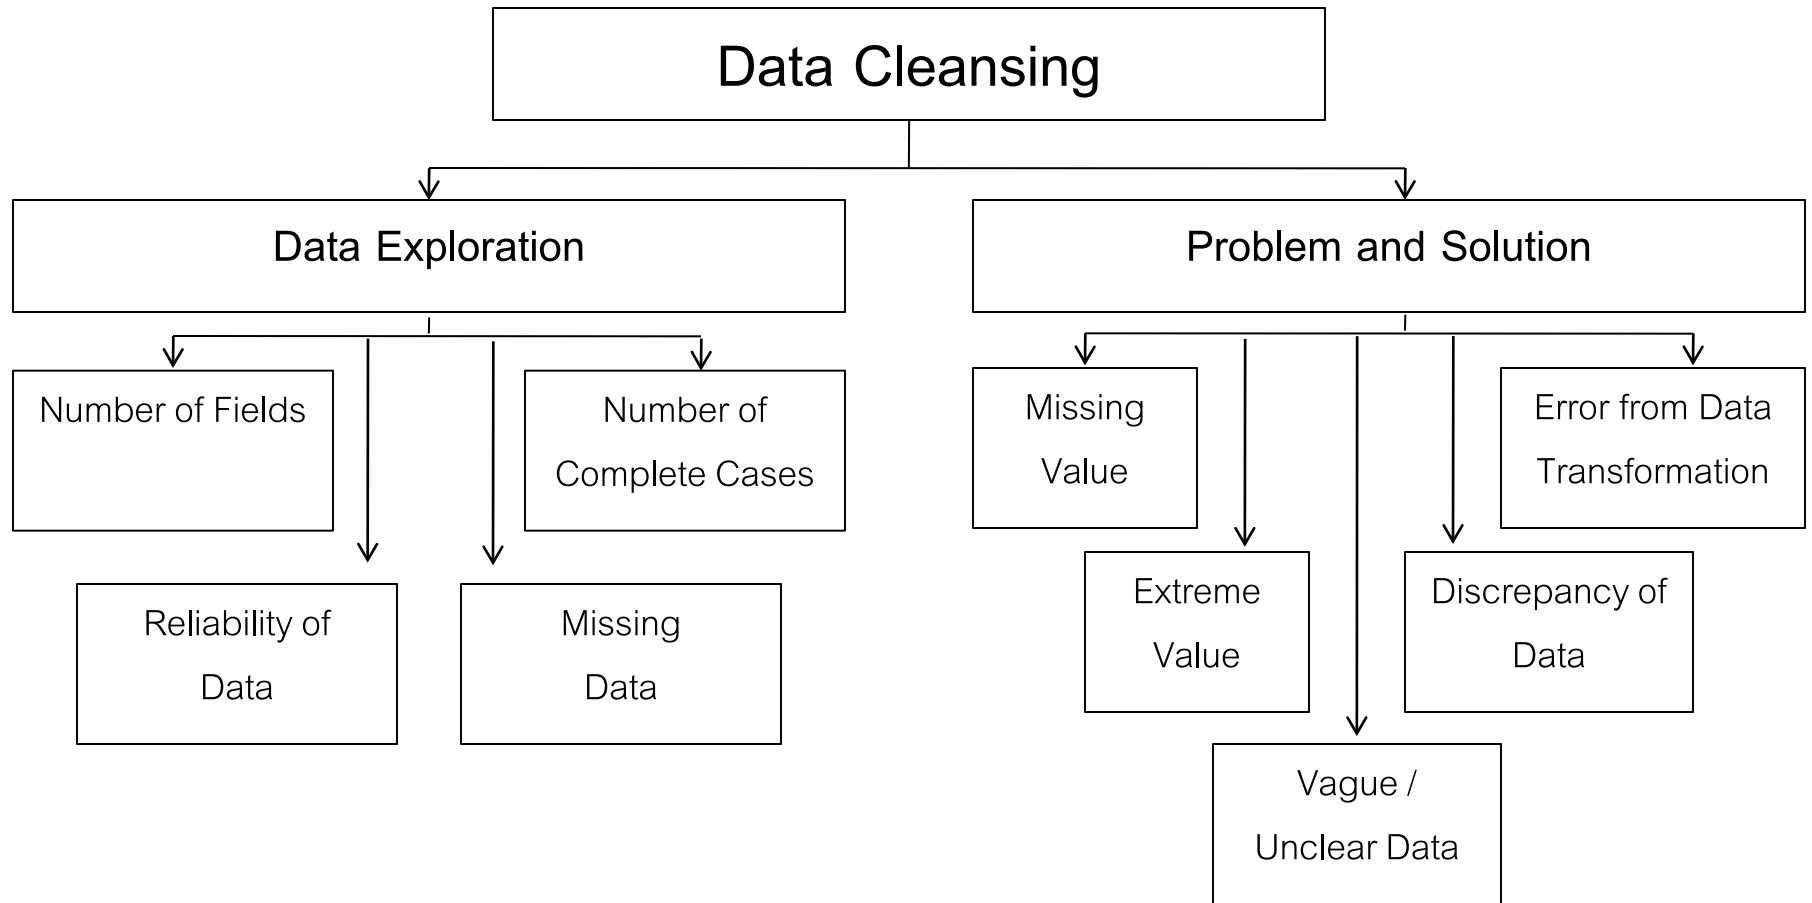 Data Cleansing
Data Exploration
Problem and Solution
Number of Fields
Number of
Complete Cases
Reliability of
Data
Missing
Data
Missing
Value
Error from Data
Transformation
Extreme
Value
Discrepancy of
Data
Vague /
Unclear Data